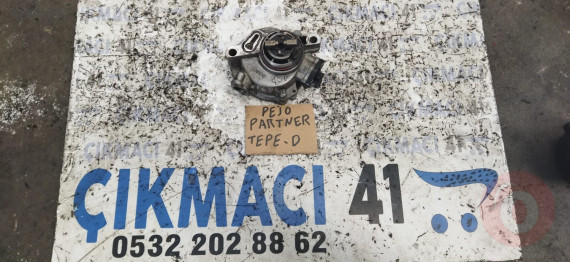 PEJO
PARTNER
TEPE-D
ÇIKMACI 41
0532 202 88 62